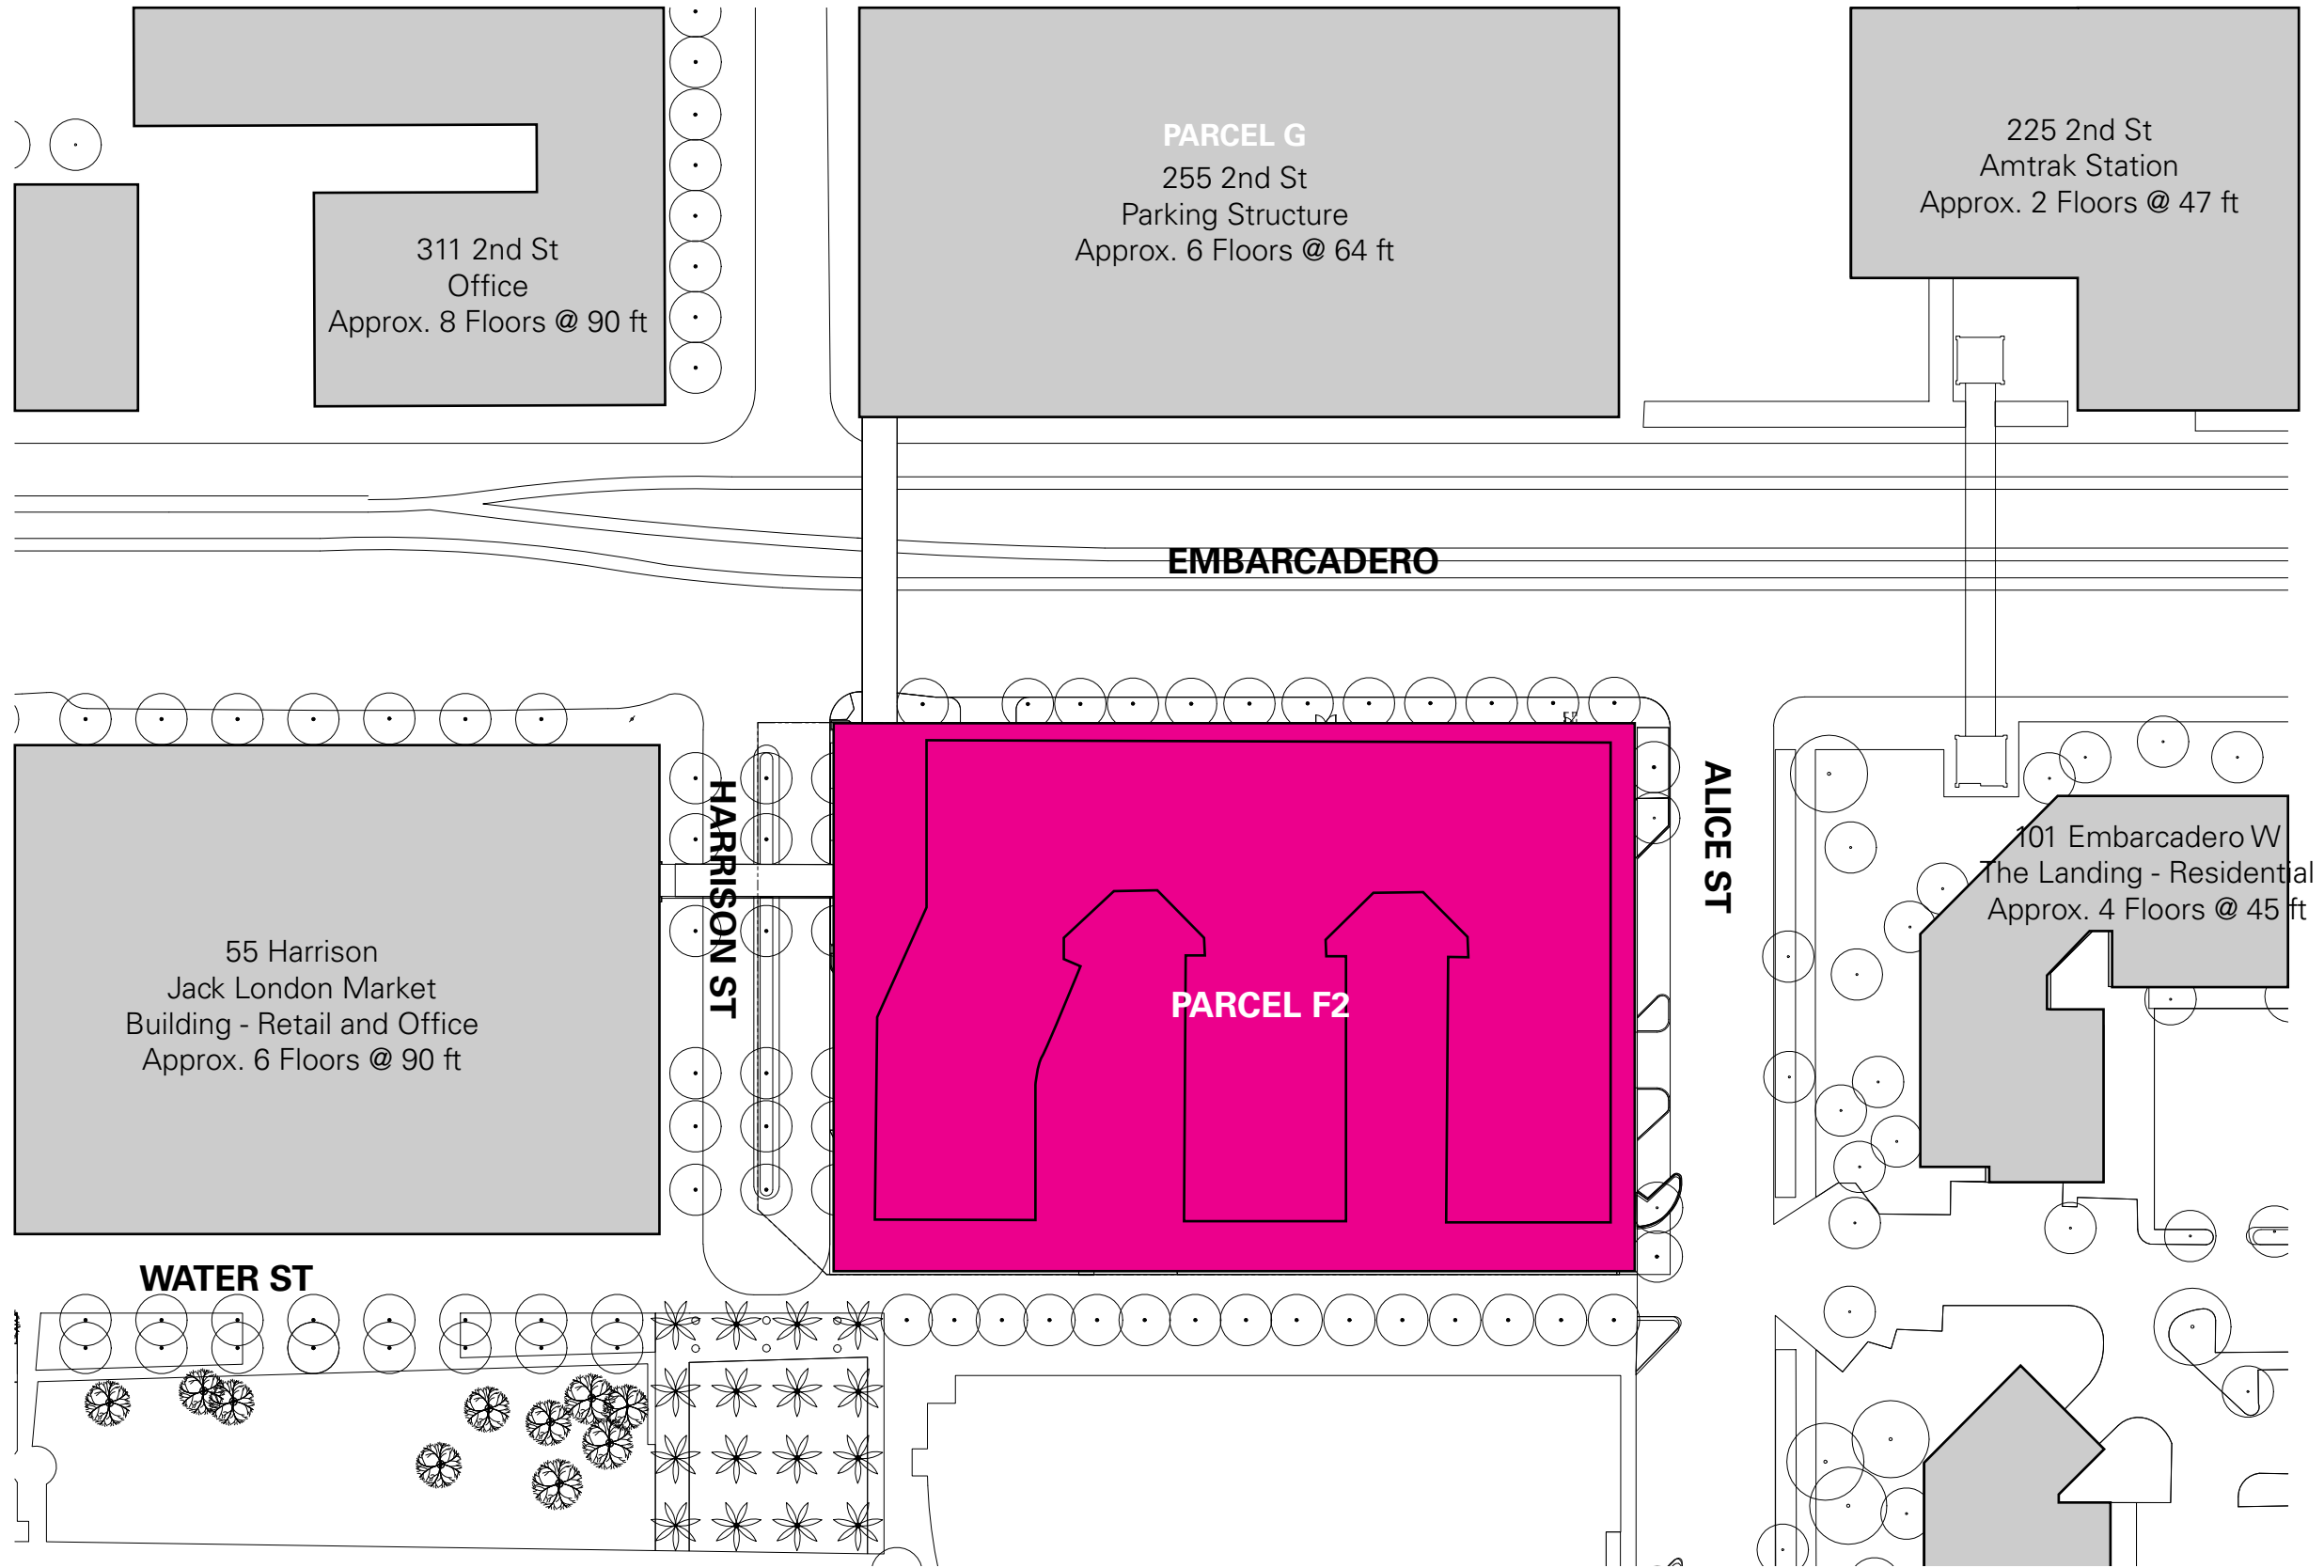 PARCEL G
255 2nd St
Parking Structure
Approx. 6 Floors @ 64 ft
225 2nd St
Amtrak Station
Approx. 2 Floors @ 47 ft
311 2nd St
Office
Approx. 8 Floors @ 90 ft
EMBARCADERO
HARRISON ST
ALICE ST
101 Embarcadero W
The Landing - Residential
Approx. 4 Floors @ 45 ft
55 Harrison
Jack London Market
Building - Retail and Office
Approx. 6 Floors @ 90 ft
PARCEL F2
WATER ST